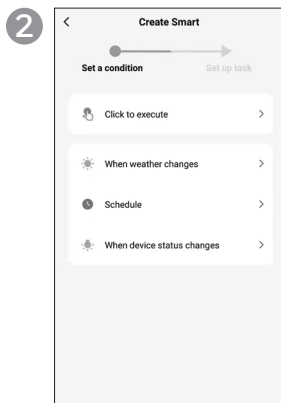 2
Create Smart
Set a condition Set up task
Click to execute
When weather changes
Schedule
When device status changes